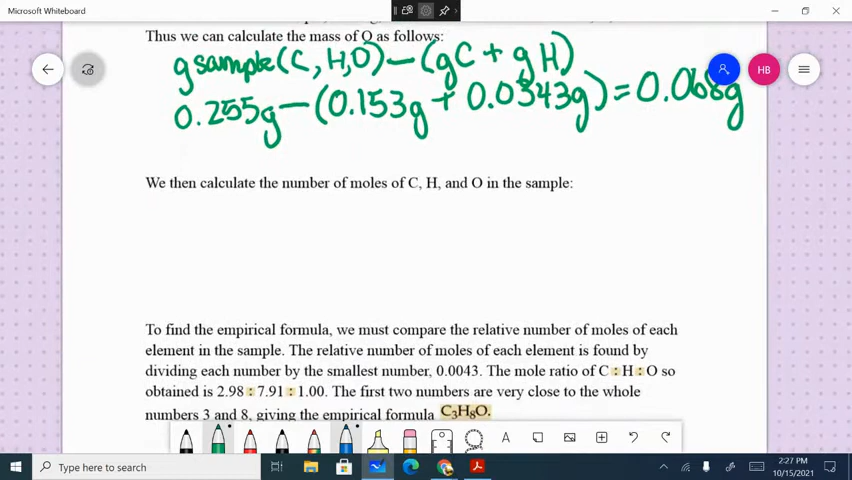 Microsoft Whiteboard
Thus we can calculate the mass of O as follows:
g sample (C, H, O) - (g C + g H)
0.255g - (0.153g + 0.0343g) = 0.068g
HB
We then calculate the number of moles of C, H, and O in the sample:
To find the empirical formula, we must compare the relative number of moles of each
element in the sample. The relative number of moles of each element is found by
dividing each number by the smallest number, 0.0043. The mole ratio of C : H : O so
obtained is 2.98 : 7.91 : 1.00. The first two numbers are very close to the whole
numbers 3 and 8, giving the empirical formula C₃H₈O.
A
Type here to search
2:27 PM
10/15/2021